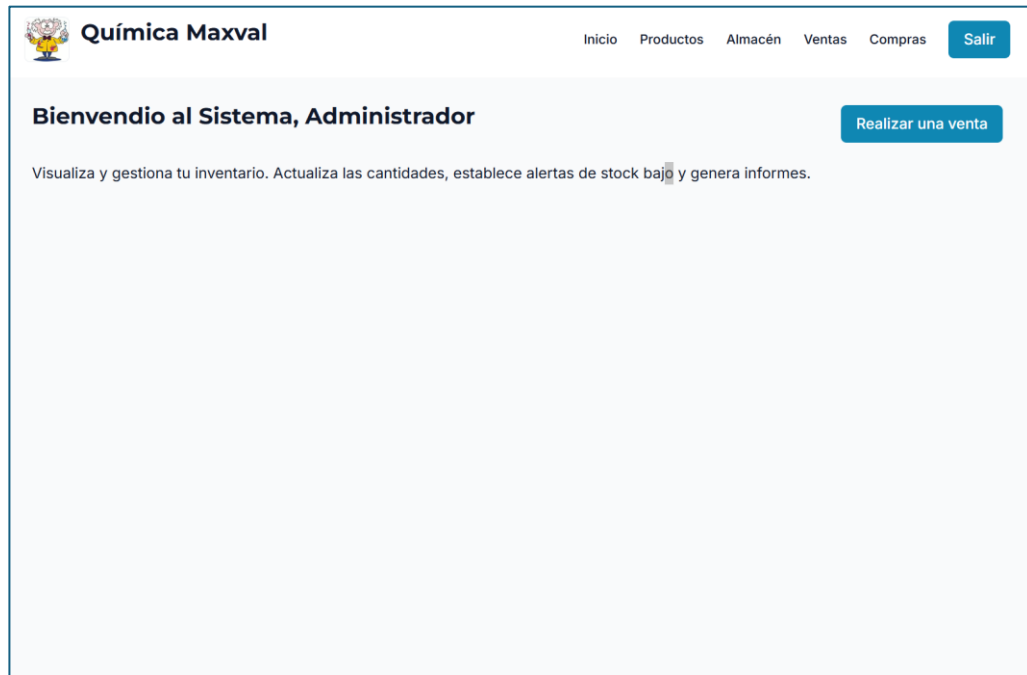 Química Maxval
Inicio Productos Almacén Ventas Compras Salir
Bienvendio al Sistema, Administrador
Realizar una venta
Visualiza y gestiona tu inventario. Actualiza las cantidades, establece alertas de stock bajo y genera informes.